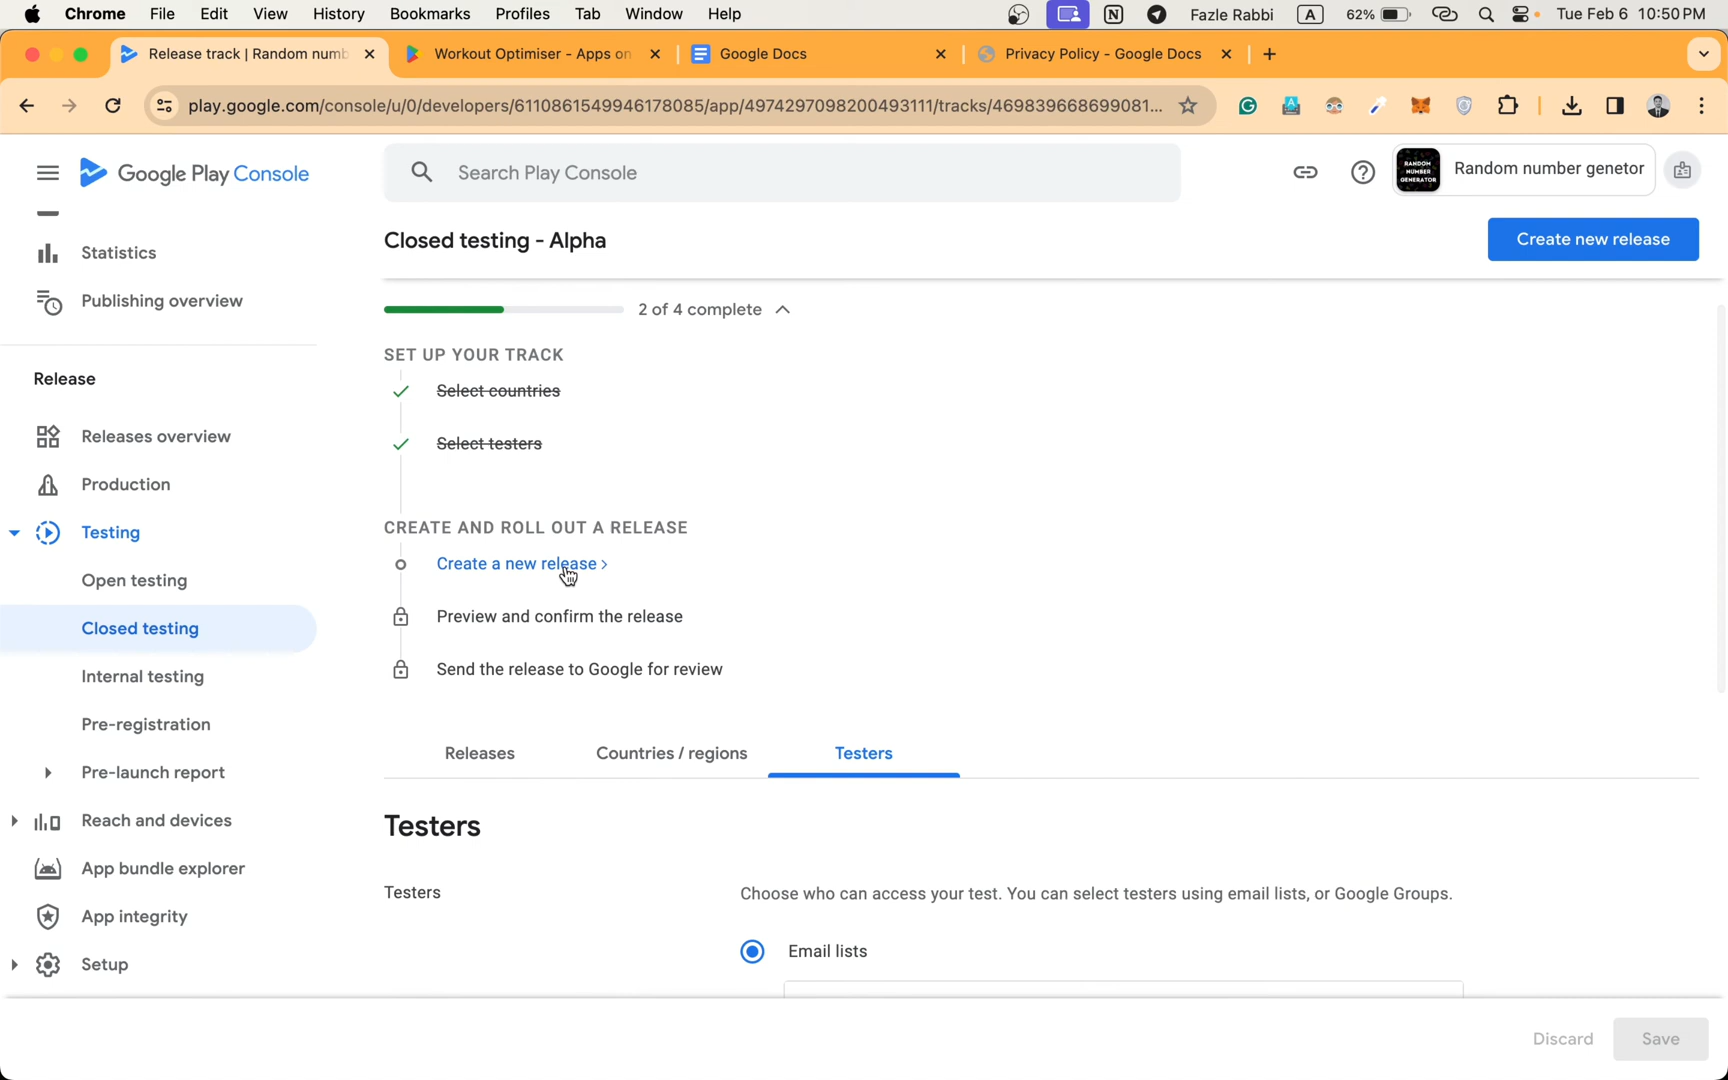 Chrome File Edit View History Bookmarks Profiles Tab Window Help Fazle Rabbi A 62% Tue Feb 6 10:50 PM
Release track | Random numb Workout Optimiser - Apps on Google Docs Privacy Policy - Google Docs
play.google.com/console/u/0/developers/6110861549946178085/app/4974297098200493111/tracks/469839668699081...
Google Play Console
Search Play Console
RANDOM NUMBER GENERATOR
Random number genetor
Statistics
Publishing overview
Release
Releases overview
Production
Testing
Open testing
Closed testing
Internal testing
Pre-registration
Pre-launch report
Reach and devices
App bundle explorer
App integrity
Setup
Closed testing - Alpha
Create new release
2 of 4 complete
SET UP YOUR TRACK
Select countries
Select testers
CREATE AND ROLL OUT A RELEASE
Create a new release >
Preview and confirm the release
Send the release to Google for review
Releases Countries / regions Testers
Testers
Testers
Choose who can access your test. You can select testers using email lists, or Google Groups.
Email lists
Discard Save